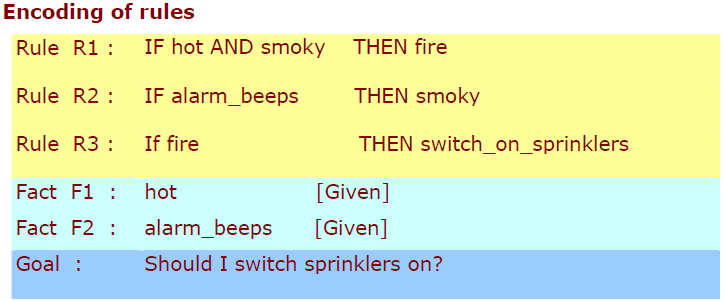 Encoding of rules
Rule R1 : IF hot AND smoky THEN fire
Rule R2 : IF alarm_beeps THEN smoky
Rule R3 : If fire THEN switch_on_sprinklers
Fact F1 : hot [Given]
Fact F2 : alarm_beeps [Given]
Goal : Should I switch sprinklers on?